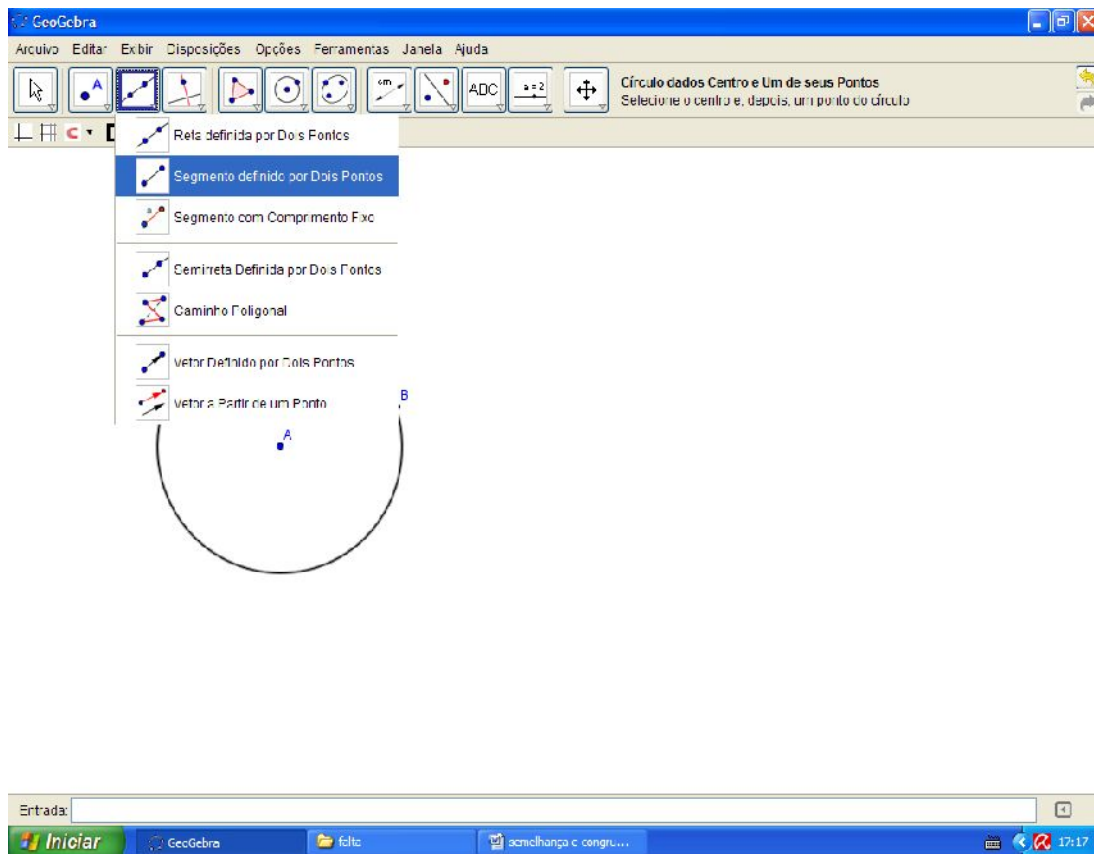 GeoGebra
Arquivo Editar Exibir Disposições Opções Ferramentas Janela Ajuda
A
cm
ABC
a=2
Círculo dados Centro e Um de seus Pontos
Selecione o centro e, depois, um ponto do círculo
Reta definida por Dois Pontos
Segmento definido por Dois Pontos
Segmento com Comprimento Fixo
Semirreta Definida por Dois Pontos
Caminho Poligonal
Vetor Definido por Dois Pontos
Vetor a Partir de um Ponto
B
A
Entrada:
Iniciar
GeoGebra
semelhança e congru...
17:17